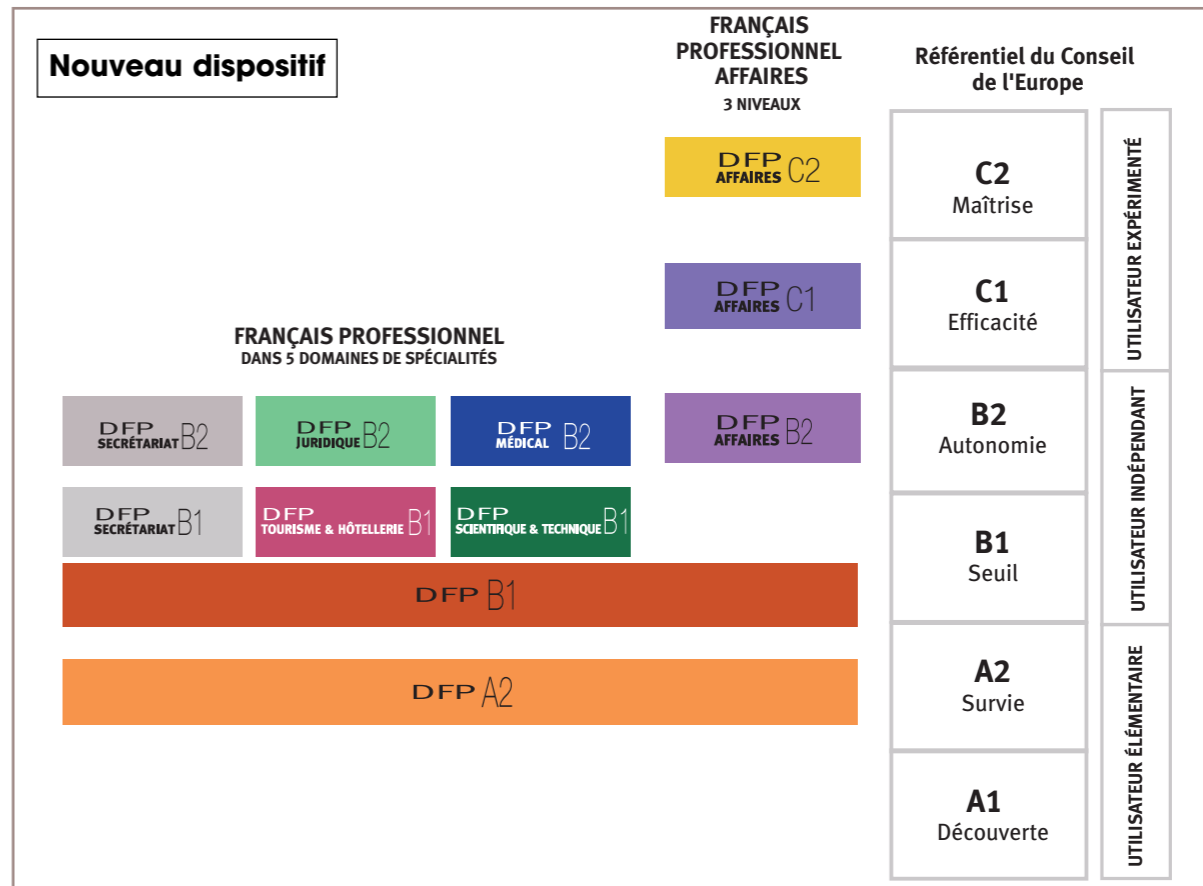 Nouveau dispositif
FRANÇAIS
PROFESSIONNEL
AFFAIRES
3 NIVEAUX
Référentiel du Conseil
de l'Europe
DFP
AFFAIRES C2
C2
Maîtrise
UTILISATEUR EXPÉRIMENTÉ
DFP
AFFAIRES C1
C1
Efficacité
FRANÇAIS PROFESSIONNEL
DANS 5 DOMAINES DE SPÉCIALITÉS
DFP
SECRÉTARIAT B2
DFP
JURIDIQUE B2
DFP
MÉDICAL B2
DFP
AFFAIRES B2
B2
Autonomie
UTILISATEUR INDÉPENDANT
DFP
SECRÉTARIAT B1
DFP
TOURISME & HÔTELLERIE B1
DFP
SCIENTIFIQUE & TECHNIQUE B1
B1
Seuil
DFP B1
DFP A2
A2
Survie
UTILISATEUR ÉLÉMENTAIRE
A1
Découverte